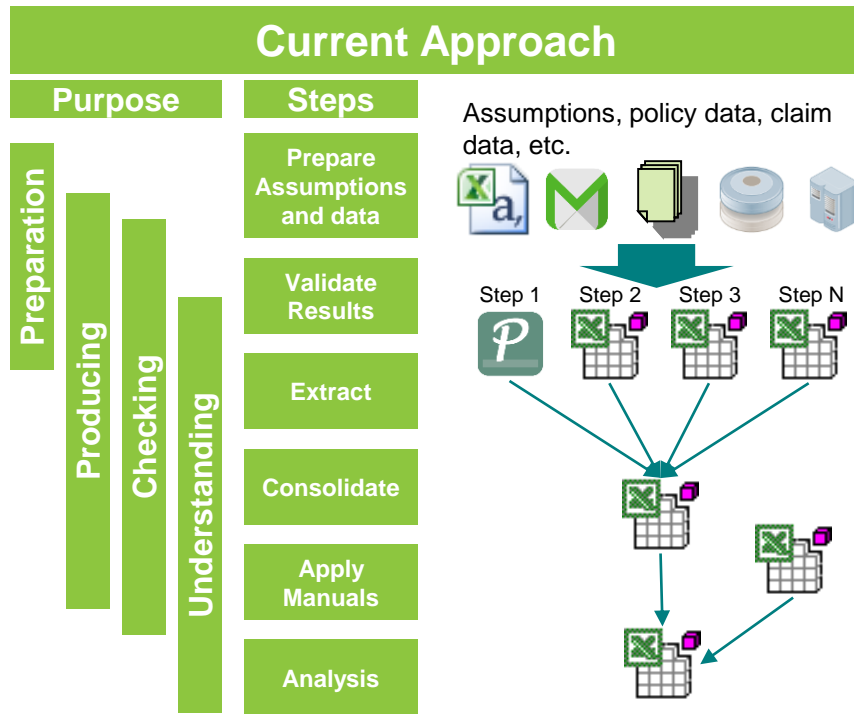 Current Approach
Purpose
Steps
Preparation
Producing
Checking
Understanding
Prepare
Assumptions
and data
Validate
Results
Extract
Consolidate
Apply
Manuals
Analysis
Assumptions, policy data, claim
data, etc.
a,
Step 1
Step 2
Step 3
Step N
P